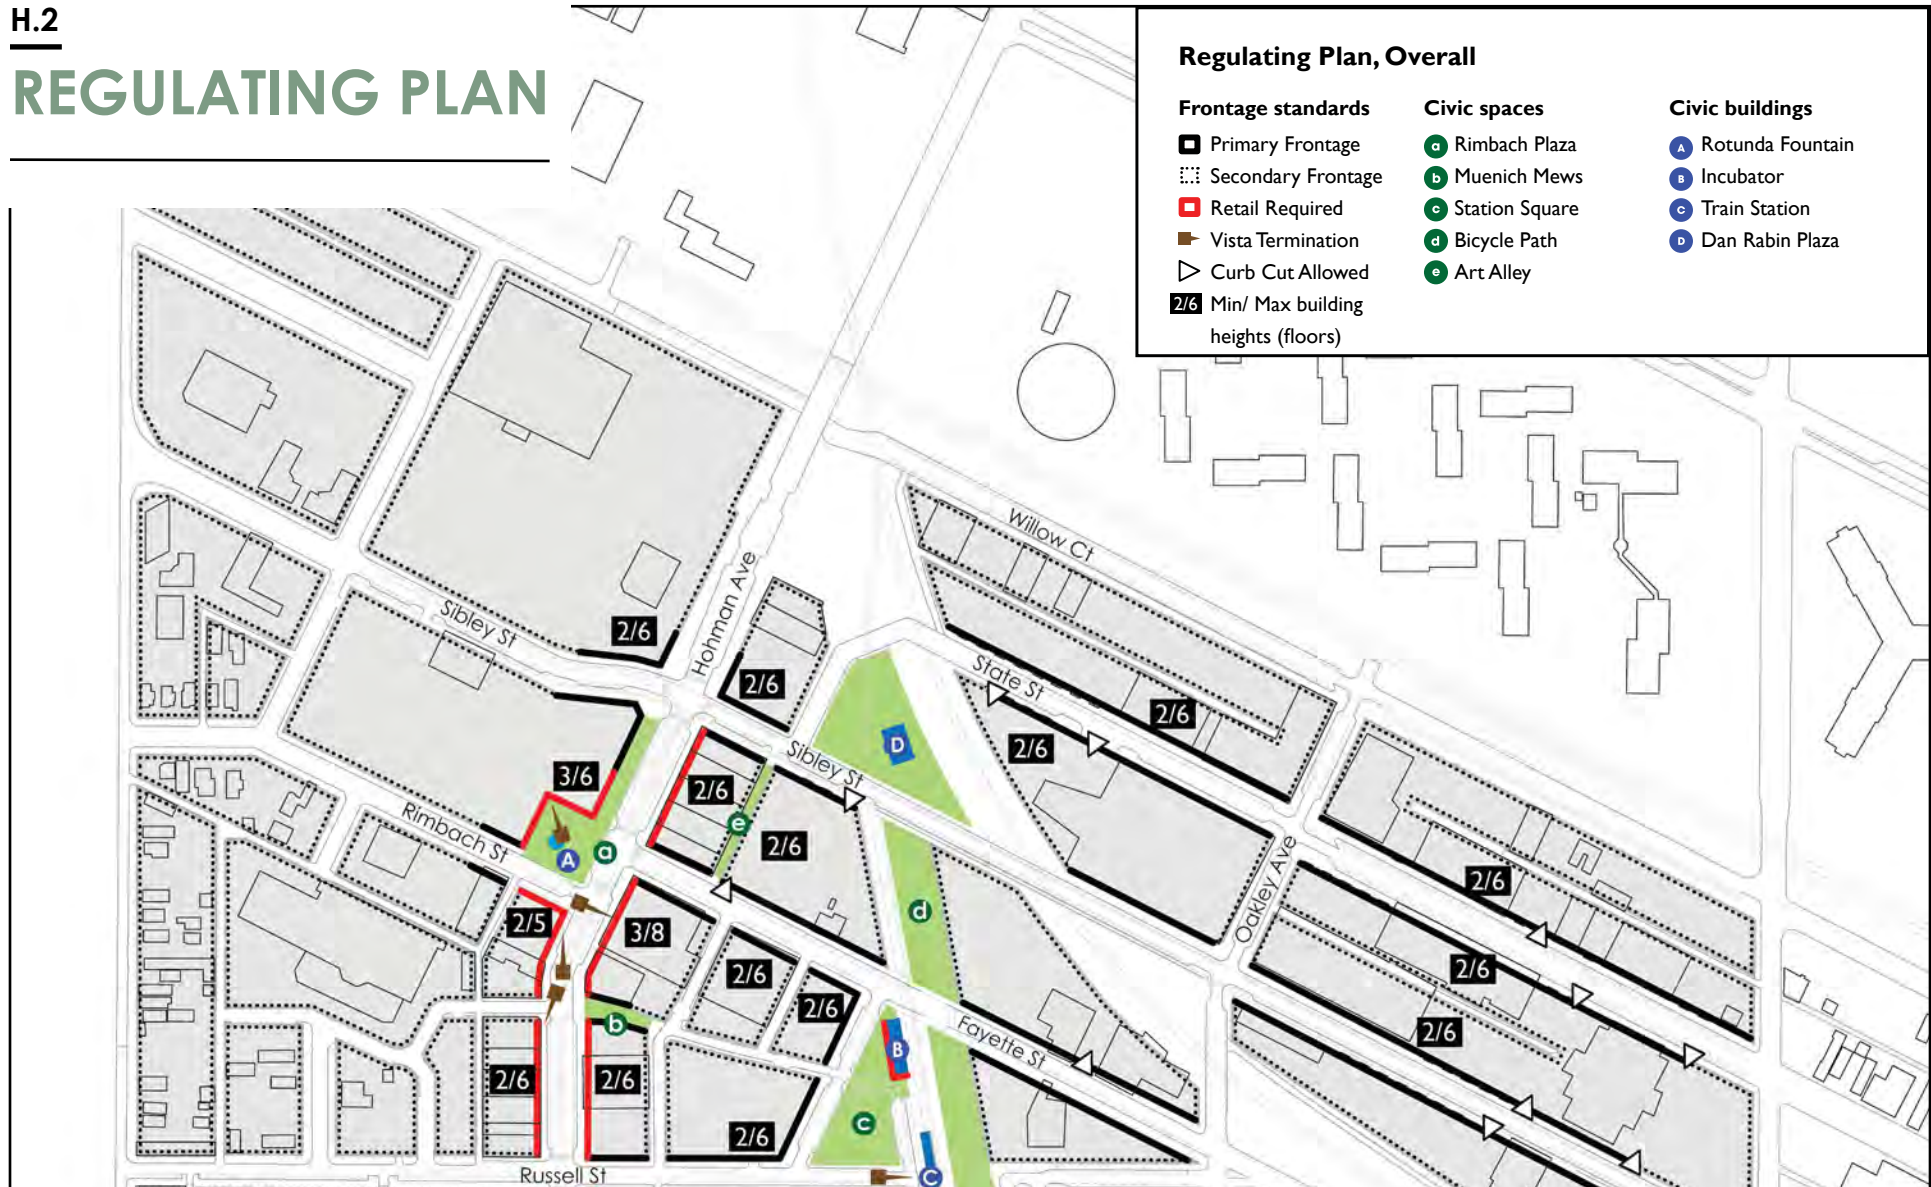 H.2
REGULATING PLAN
Regulating Plan, Overall
Frontage standards
Primary Frontage
Secondary Frontage
Retail Required
Vista Termination
Curb Cut Allowed
2/6 Min/ Max building
heights (floors)
Civic spaces
a Rimbach Plaza
b Muenich Mews
c Station Square
d Bicycle Path
e Art Alley
Civic buildings
A Rotunda Fountain
B Incubator
C Train Station
D Dan Rabin Plaza
Willow Ct
Hohman Ave
Sibley St
2/6
2/6
State St
2/6
2/6
D
Sibley St
3/6
2/6
e
2/6
Rimbach St
A
a
Oakley Ave
2/6
2/5
3/8
d
2/6
2/6
2/6
2/6
b
Fayette St
B
2/6
2/6
c
2/6
Russell St
C